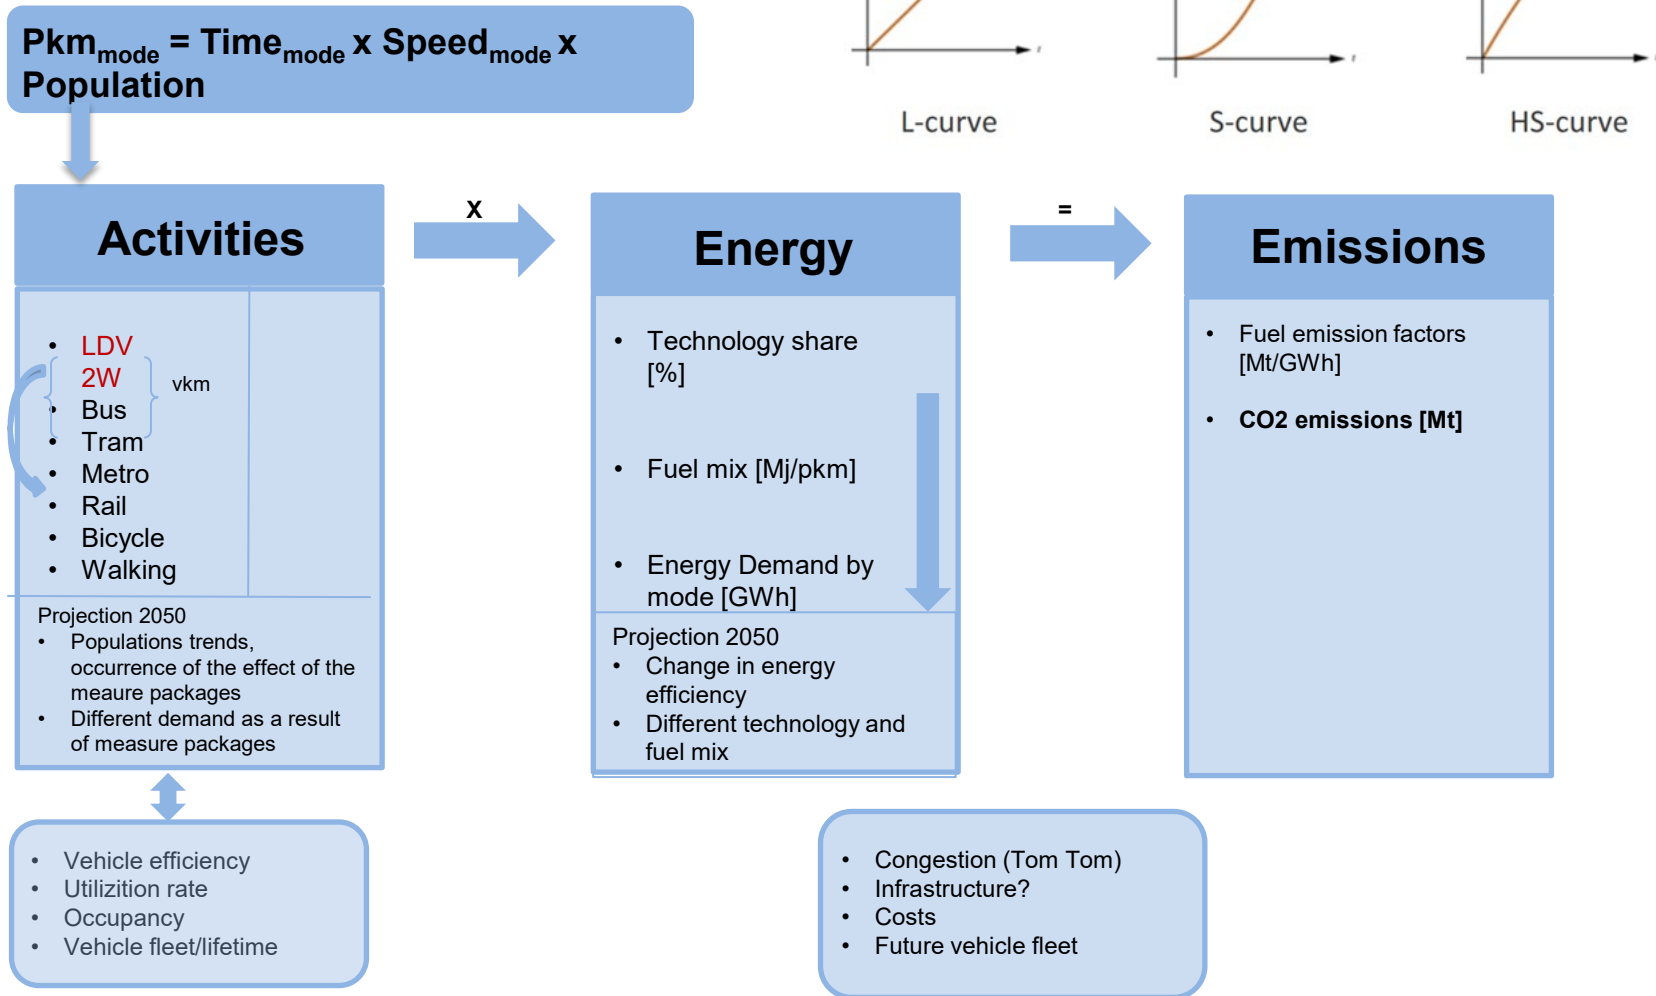 Pkmmode = Timemode x Speedmode x
Population
L-curve
S-curve
HS-curve
Activities
x
Energy
=
Emissions
• LDV
2W
• Bus
• Tram
• Metro
• Rail
• Bicycle
• Walking
vkm
Projection 2050
• Populations trends,
occurrence of the effect of the
meaure packages
• Different demand as a result
of measure packages
• Technology share
[%]
• Fuel mix [Mj/pkm]
• Energy Demand by
mode [GWh]
Projection 2050
• Change in energy
efficiency
• Different technology and
fuel mix
• Fuel emission factors
[Mt/GWh]
• CO2 emissions [Mt]
• Vehicle efficiency
• Utilizition rate
• Occupancy
• Vehicle fleet/lifetime
• Congestion (Tom Tom)
• Infrastructure?
• Costs
• Future vehicle fleet